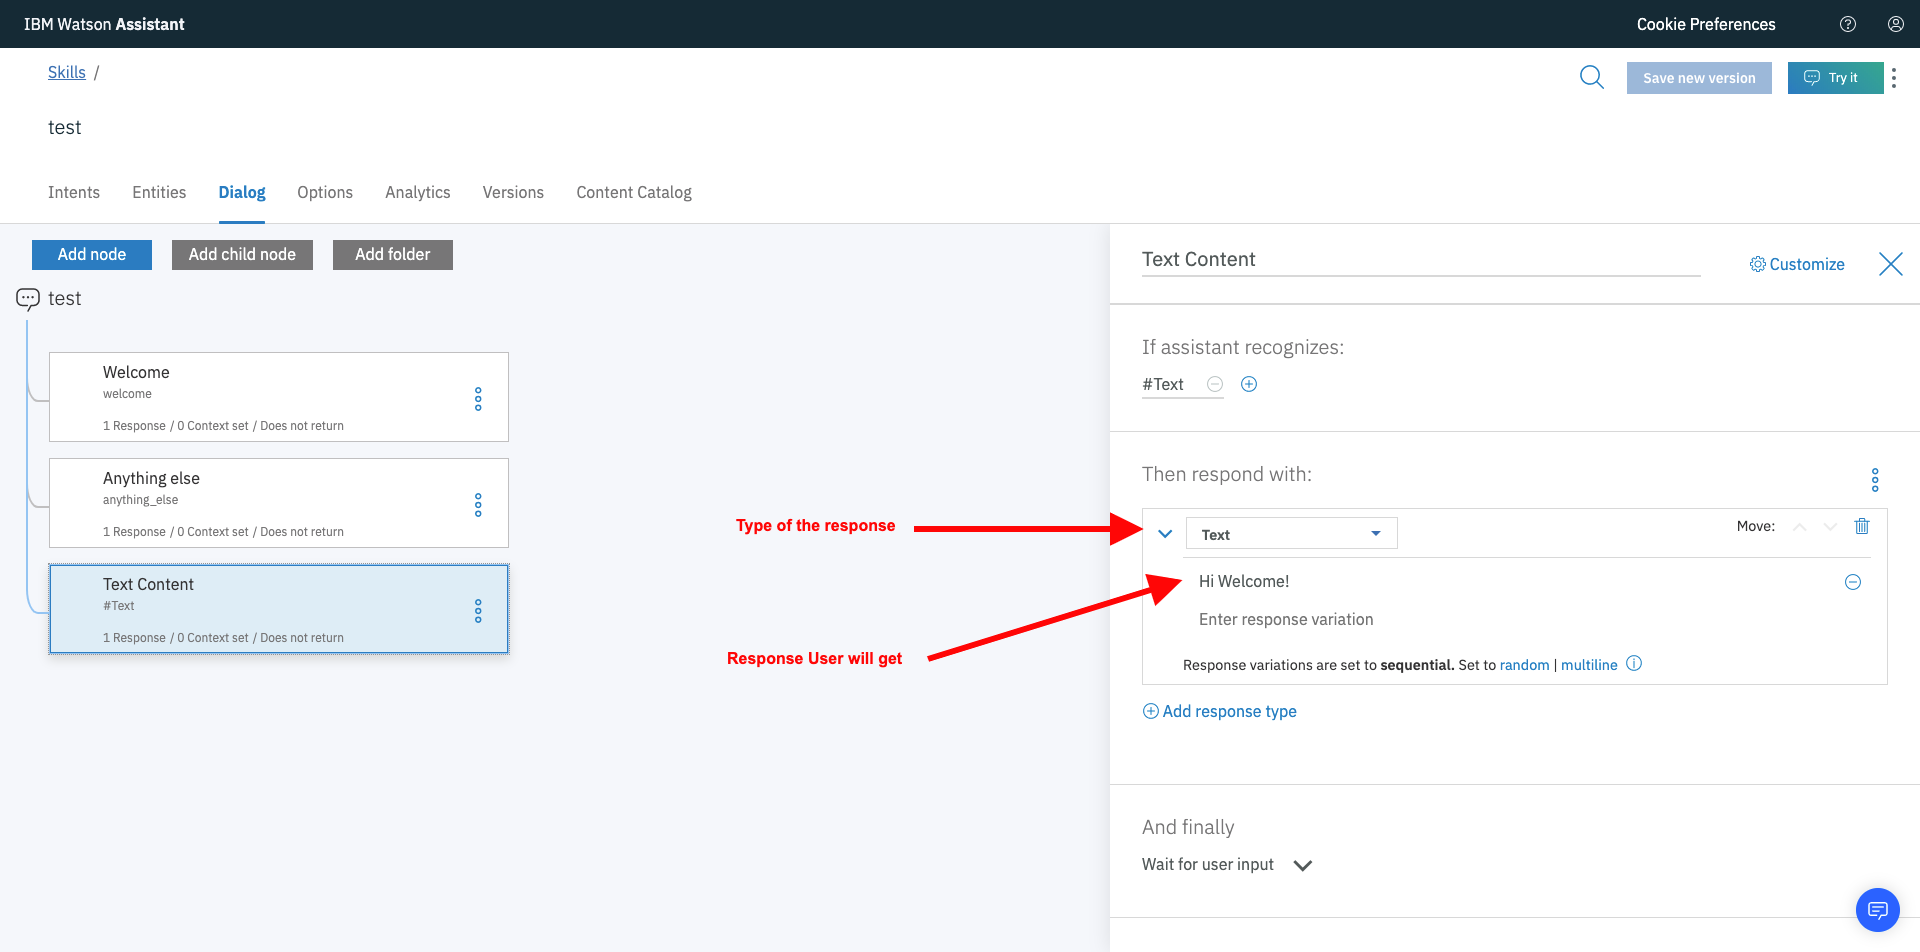 IBM Watson Assistant
Cookie Preferences
Skills /
Save new version
Try it
test
Intents
Entities
Dialog
Options
Analytics
Versions
Content Catalog
Add node
Add child node
Add folder
test
Welcome
welcome
1 Response / 0 Context set / Does not return
Anything else
anything_else
1 Response / 0 Context set / Does not return
Text Content
#Text
1 Response / 0 Context set / Does not return
Type of the response
Response User will get
Text Content
Customize
If assistant recognizes:
#Text
Then respond with:
Text
Move:
Hi Welcome!
Enter response variation
Response variations are set to sequential. Set to random | multiline
Add response type
And finally
Wait for user input